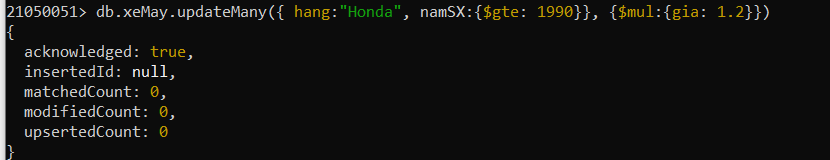 21050051> db.xeMay.updateMany({ hang:"Honda", namSX:{$gte: 1990}}, {$mul:{gia: 1.2}})
{
  acknowledged: true,
  insertedId: null,
  matchedCount: 0,
  modifiedCount: 0,
  upsertedCount: 0
}